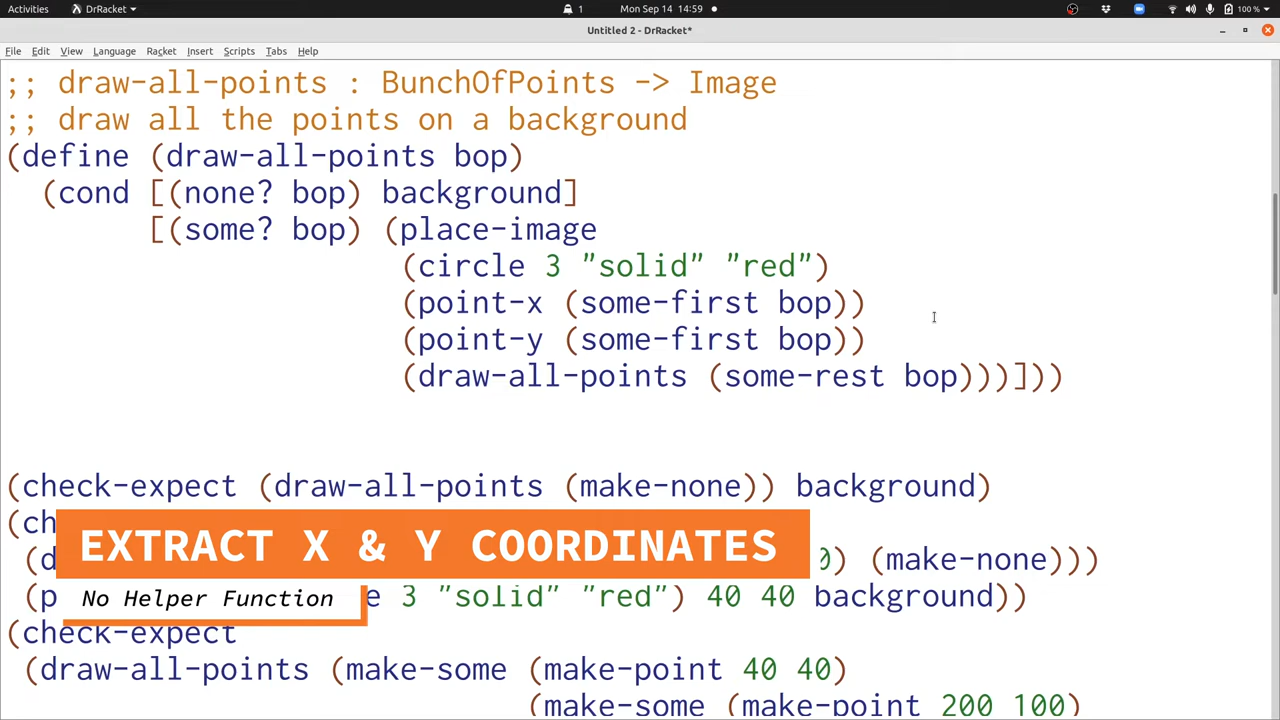 Activities DrRacket 1 Mon Sep 14 14:59 100 %
Untitled 2 - DrRacket*
File Edit View Language Racket Insert Scripts Tabs Help
;; draw-all-points : BunchOfPoints -> Image
;; draw all the points on a background
(define (draw-all-points bop)
(cond [(none? bop) background]
[(some? bop) (place-image
(circle 3 "solid" "red")
(point-x (some-first bop))
(point-y (some-first bop))
(draw-all-points (some-rest bop)))]))
(check-expect (draw-all-points (make-none)) background)
(ch
EXTRACT X & Y COORDINATES
(d 0) (make-none)))
No Helper Function
(p e 3 "solid" "red") 40 40 background))
(check-expect
(draw-all-points (make-some (make-point 40 40)
(make-some (make-point 200 100)